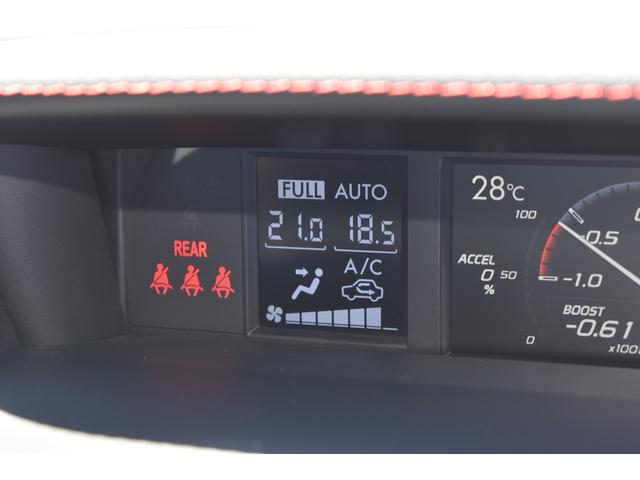 PASSENGER
REAR
FULL AUTO
21.0 18.5
A/C
28℃
100
ACCEL
0 50
%
0
-0.5
-1.0
BOOST
-0.61